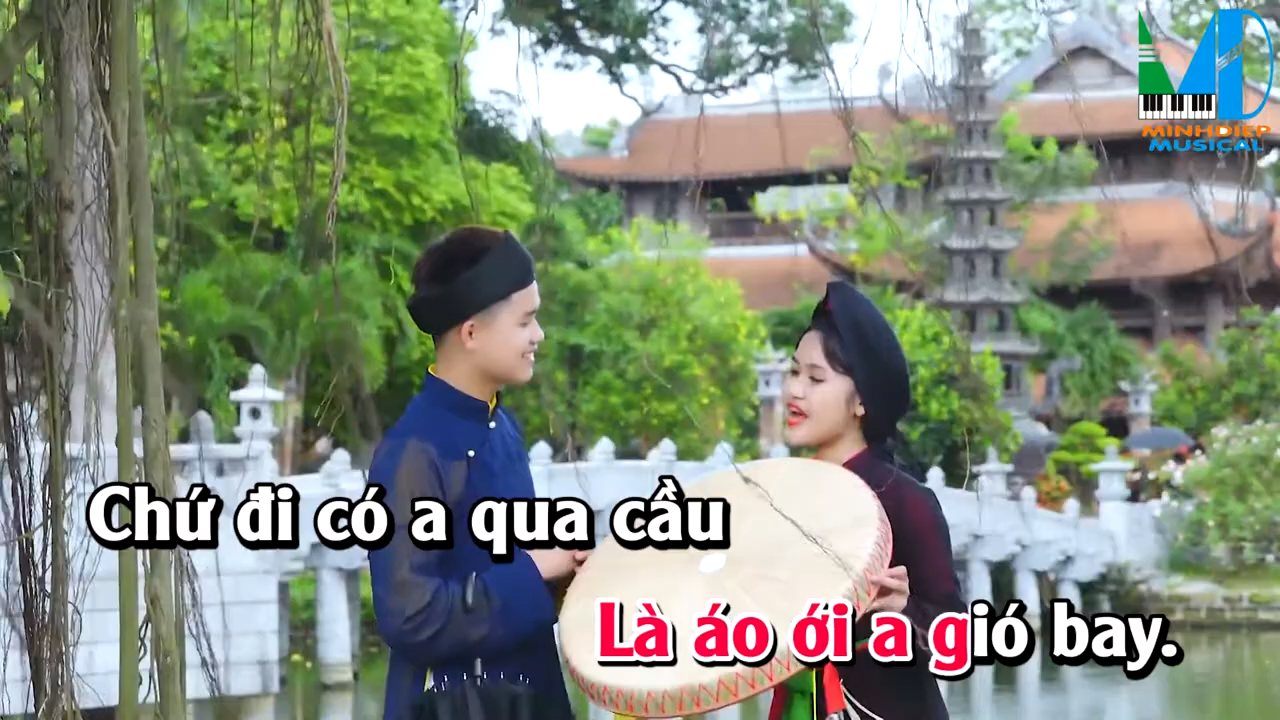 MINHDIEP
MUSICAL
Chứ đi có a qua cầu
Là áo ới a gió bay.